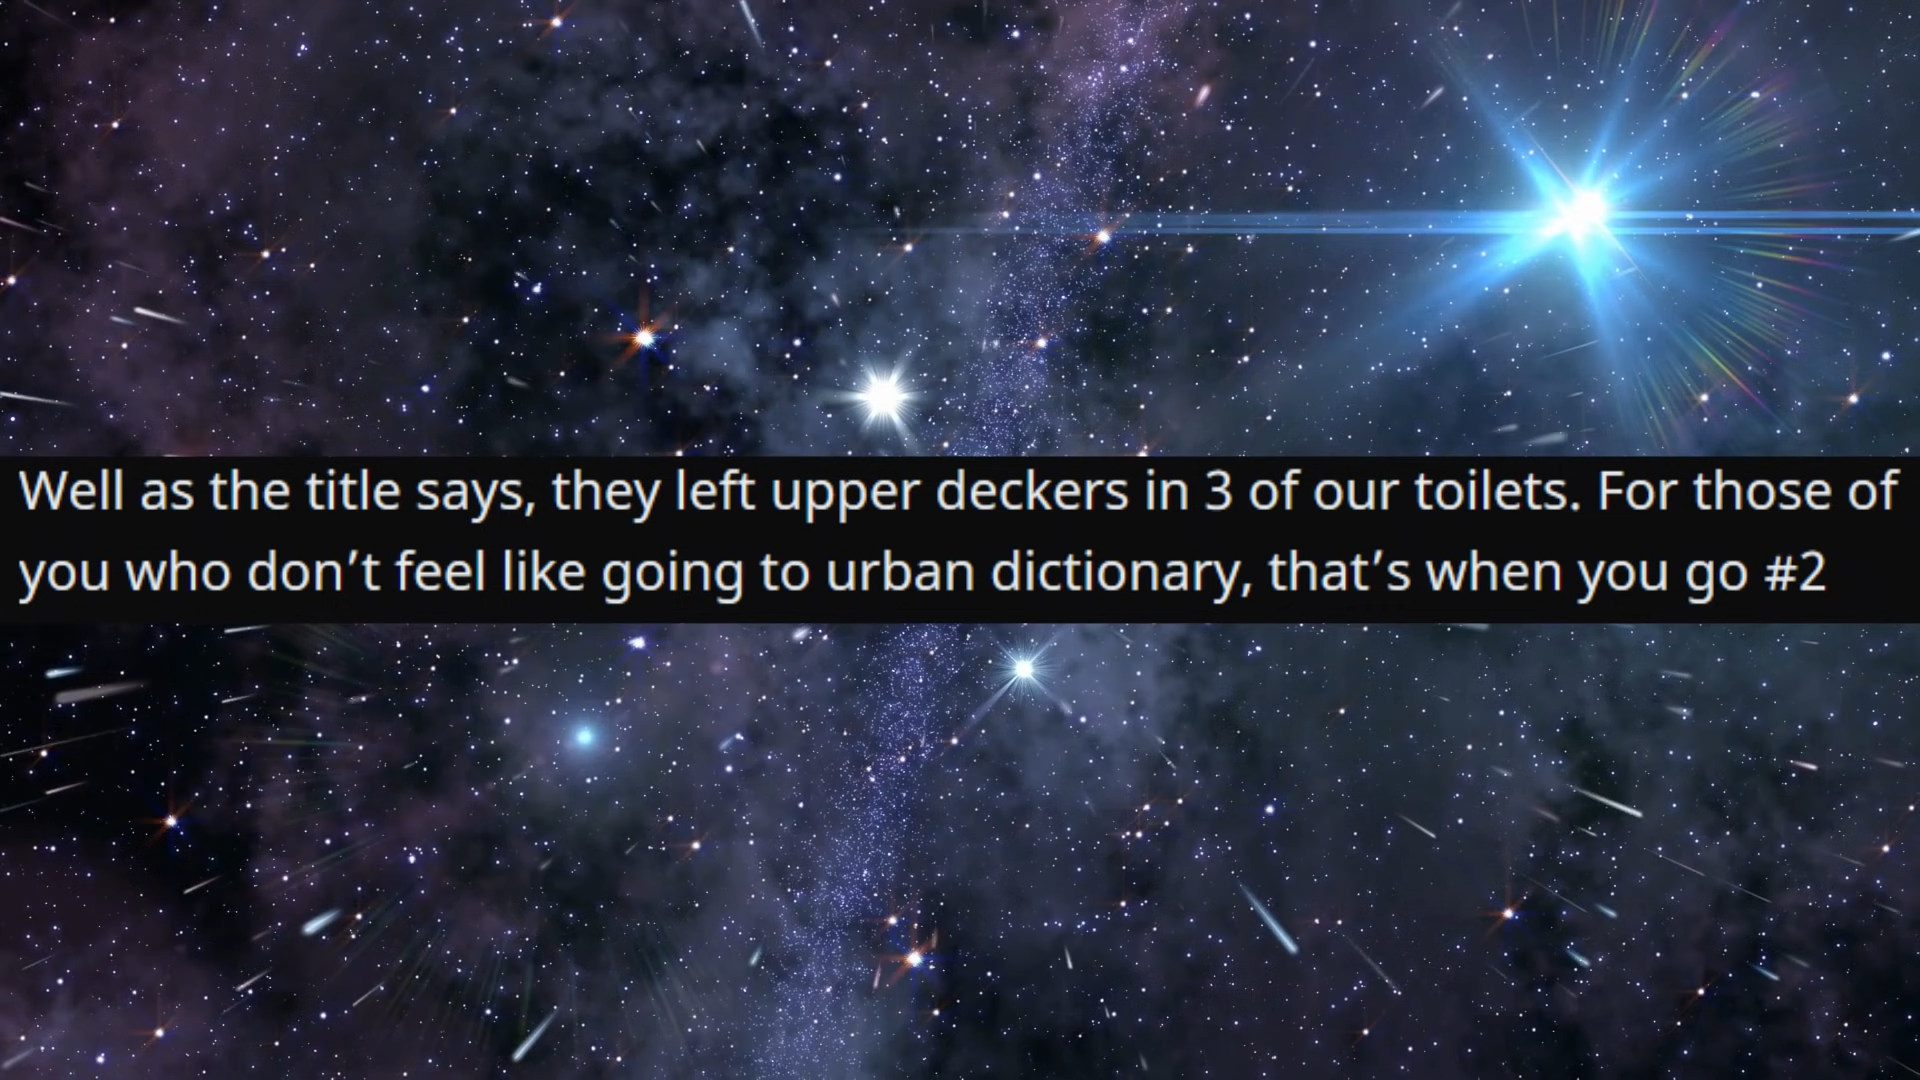 Well as the title says, they left upper deckers in 3 of our toilets. For those of
you who don’t feel like going to urban dictionary, that’s when you go #2